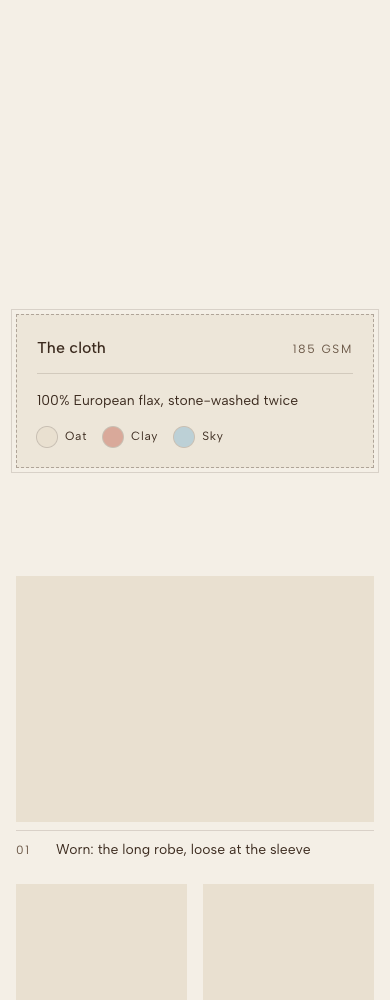 The cloth
185 GSM
100% European flax, stone-washed twice
Oat Clay Sky
01 Worn: the long robe, loose at the sleeve